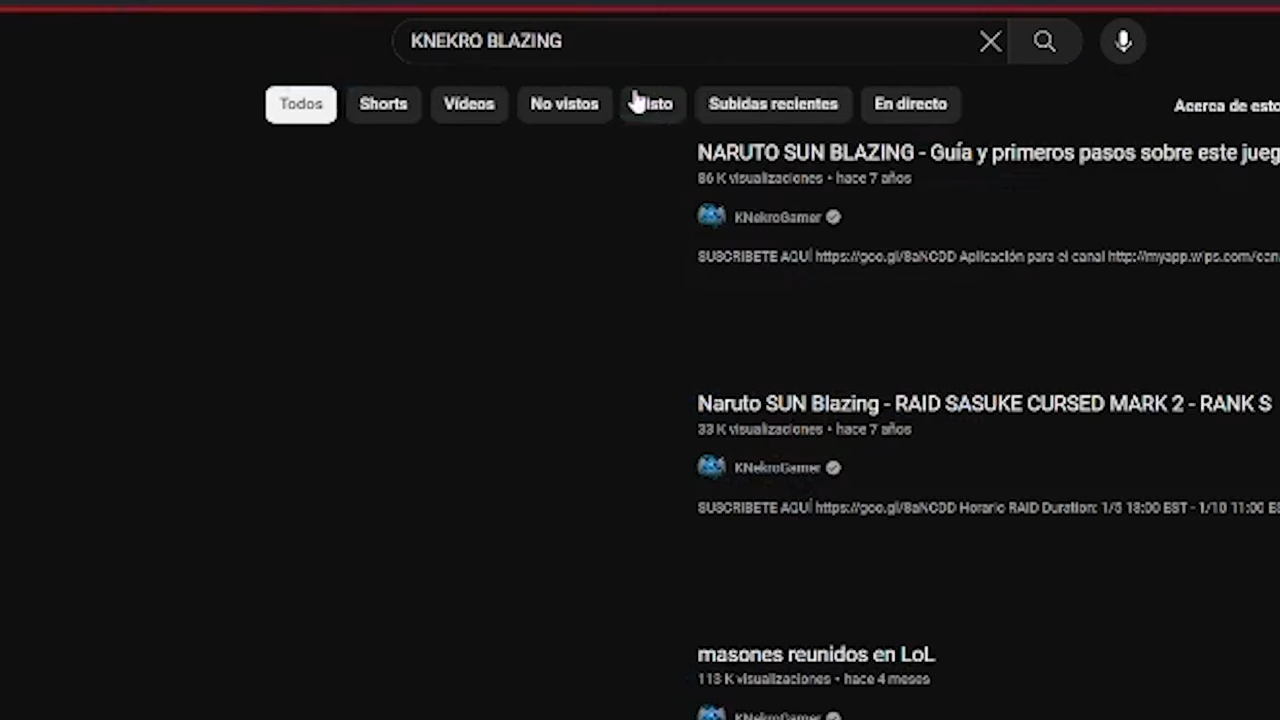 KNEKRO BLAZING
Todos Shorts Vídeos No vistos Subidas recientes En directo
Acerca de esto
NARUTO SUN BLAZING - Guía y primeros pasos sobre este jueg
86 K visualizaciones • hace 7 años
KNekroGamer
SUSCRIBETE AQUÍ https://goo.gl/8aNCDD Aplicación para el canal http://myapp.wips.com/can
Naruto SUN Blazing - RAID SASUKE CURSED MARK 2 - RANK S
33 K visualizaciones • hace 7 años
KNekroGamer
SUSCRIBETE AQUÍ https://goo.gl/8aNCDD Horario RAID Duration: 1/5 18:00 EST - 1/10 11:00 ES
masones reunidos en LoL
113 K visualizaciones • hace 4 meses
KNekroGamer